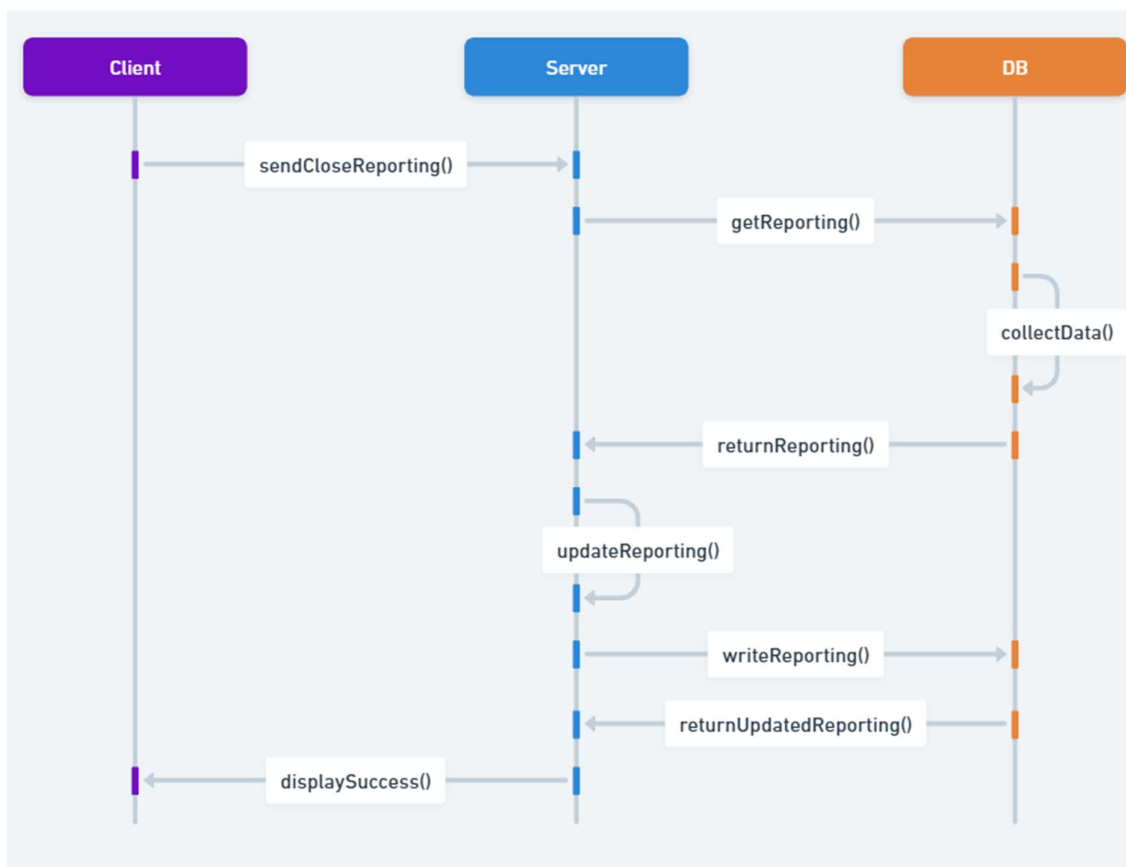 Client
Server
DB
sendCloseReporting()
getReporting()
collectData()
returnReporting()
updateReporting()
writeReporting()
returnUpdatedReporting()
displaySuccess()